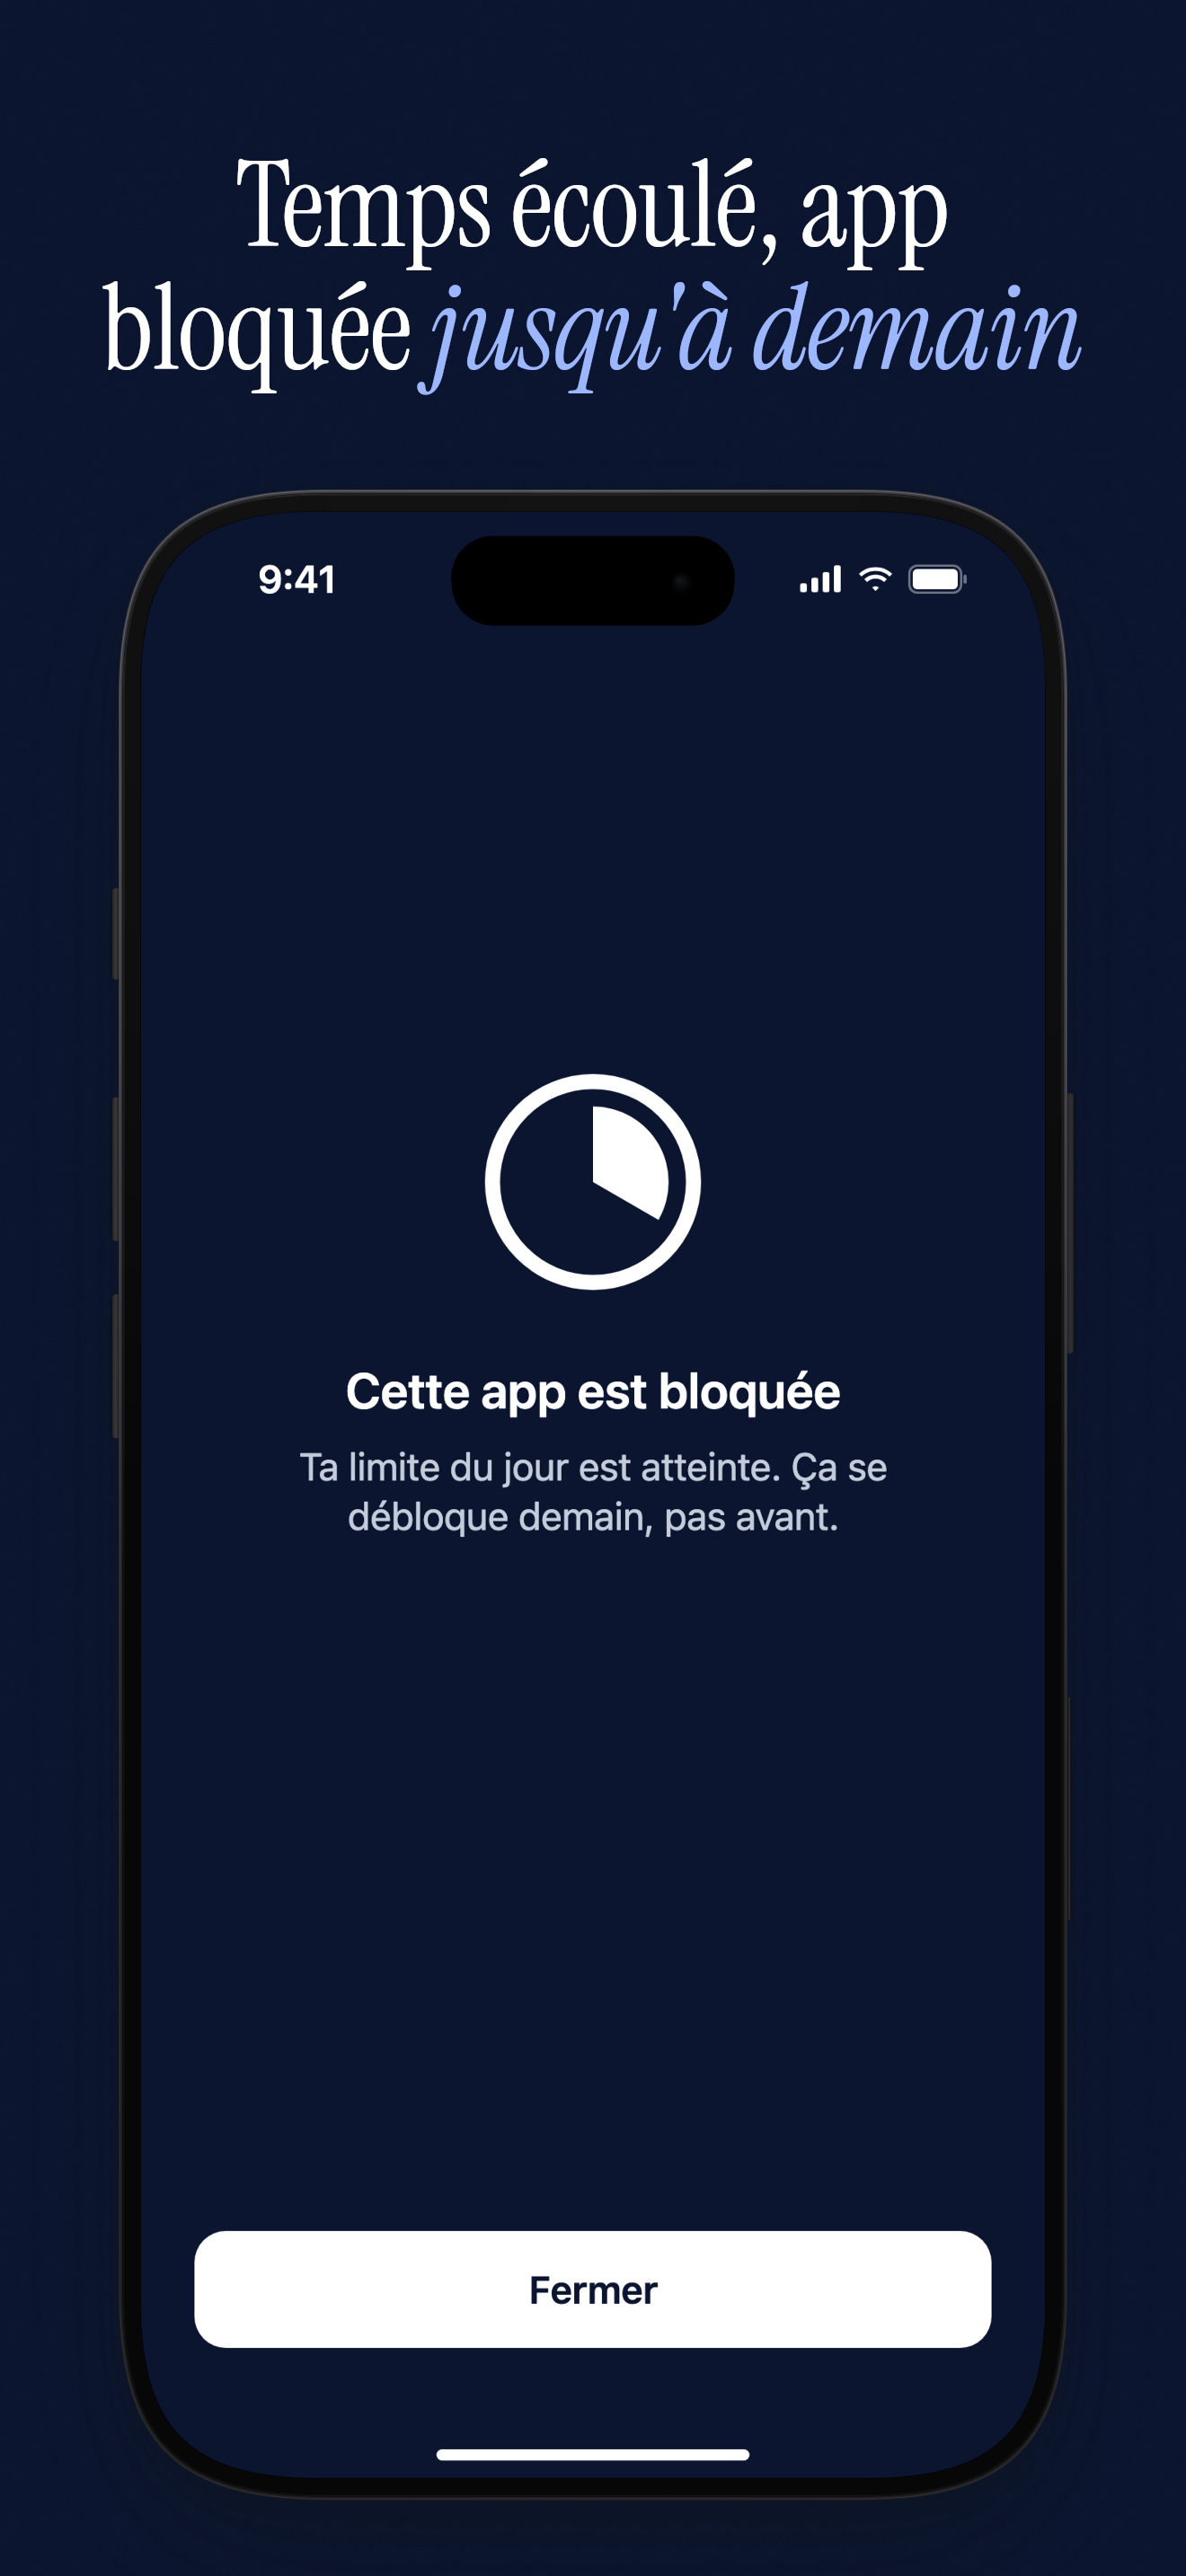 Temps écoulé, app
bloquée jusqu'à demain
9:41
Cette app est bloquée
Ta limite du jour est atteinte. Ça se
débloque demain, pas avant.
Fermer